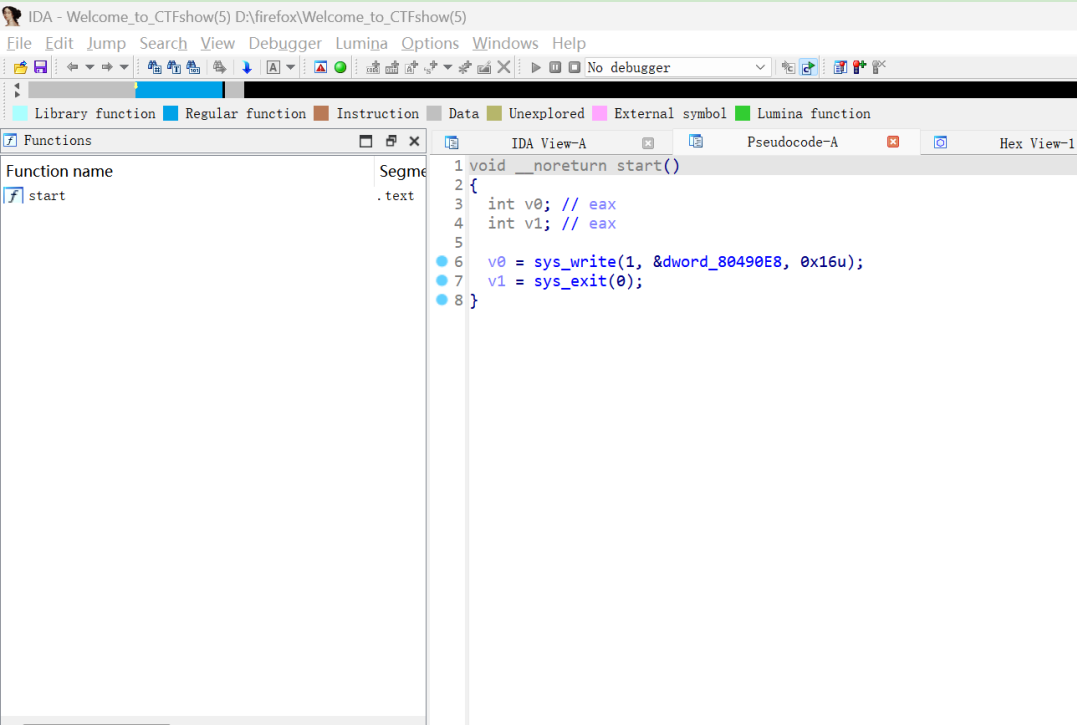 IDA - Welcome_to_CTFshow(5) D:\firefox\Welcome_to_CTFshow(5)
File Edit Jump Search View Debugger Lumina Options Windows Help
No debugger
Library function Regular function Instruction Data Unexplored External symbol Lumina function
Functions
IDA View-A Pseudocode-A Hex View-1
Function name Segme
start .text
1 void __noreturn start()
2 {
3 int v0; // eax
4 int v1; // eax
5
6 v0 = sys_write(1, &dword_80490E8, 0x16u);
7 v1 = sys_exit(0);
8 }